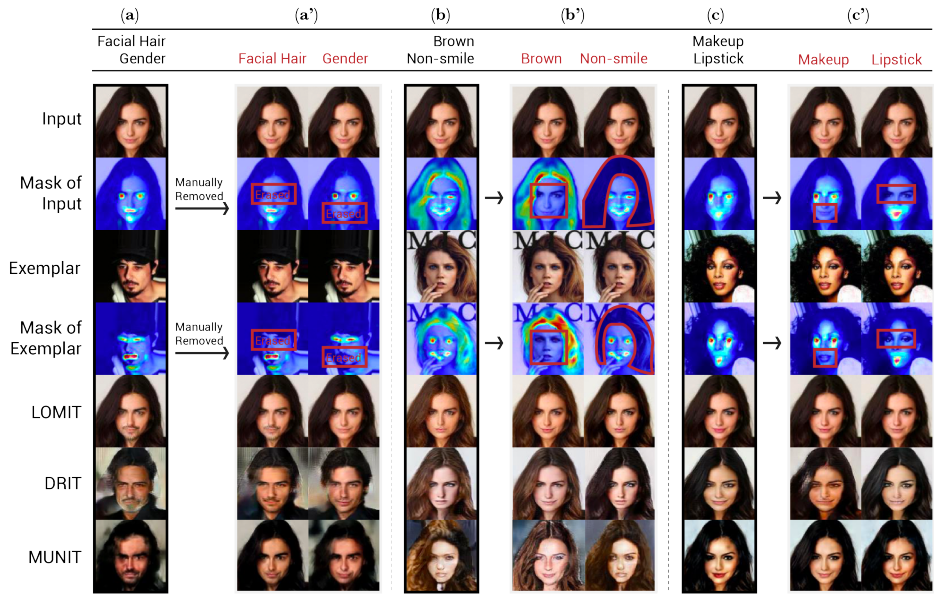 (a) (a') (b) (b') (c) (c')
Facial Hair
Gender
Facial Hair Gender
Brown
Non-smile
Brown Non-smile
Makeup
Lipstick
Makeup Lipstick
Input
Mask of
Input
Manually
Removed
Erased
Erased
Exemplar
M J C M J C M J C
Mask of
Exemplar
Manually
Removed
Erased
Erased
M J C M J C M J C
LOMIT
DRIT
MUNIT